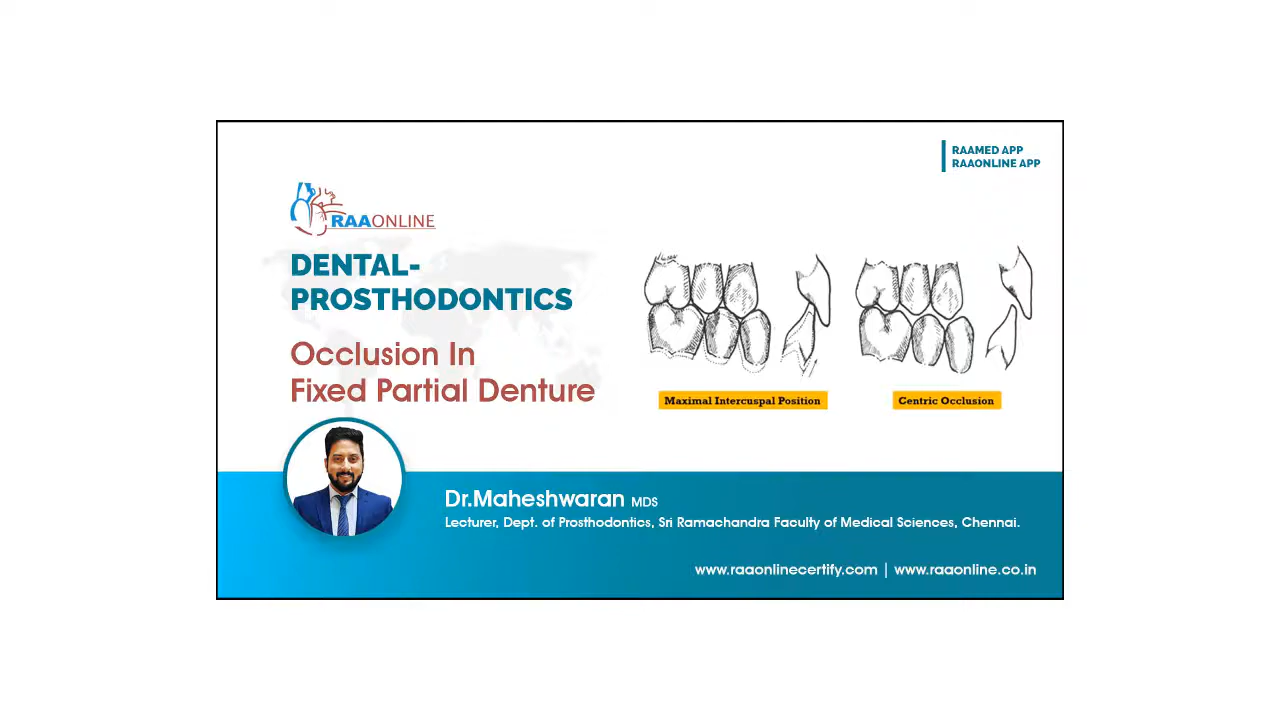 RAAMED APP
RAAONLINE APP
RAAONLINE
DENTAL-
PROSTHODONTICS
Occlusion In
Fixed Partial Denture
Maximal Intercuspal Position
Centric Occlusion
Dr.Maheshwaran MDS
Lecturer, Dept. of Prosthodontics, Sri Ramachandra Faculty of Medical Sciences, Chennai.
www.raaonlinecertify.com | www.raaonline.co.in